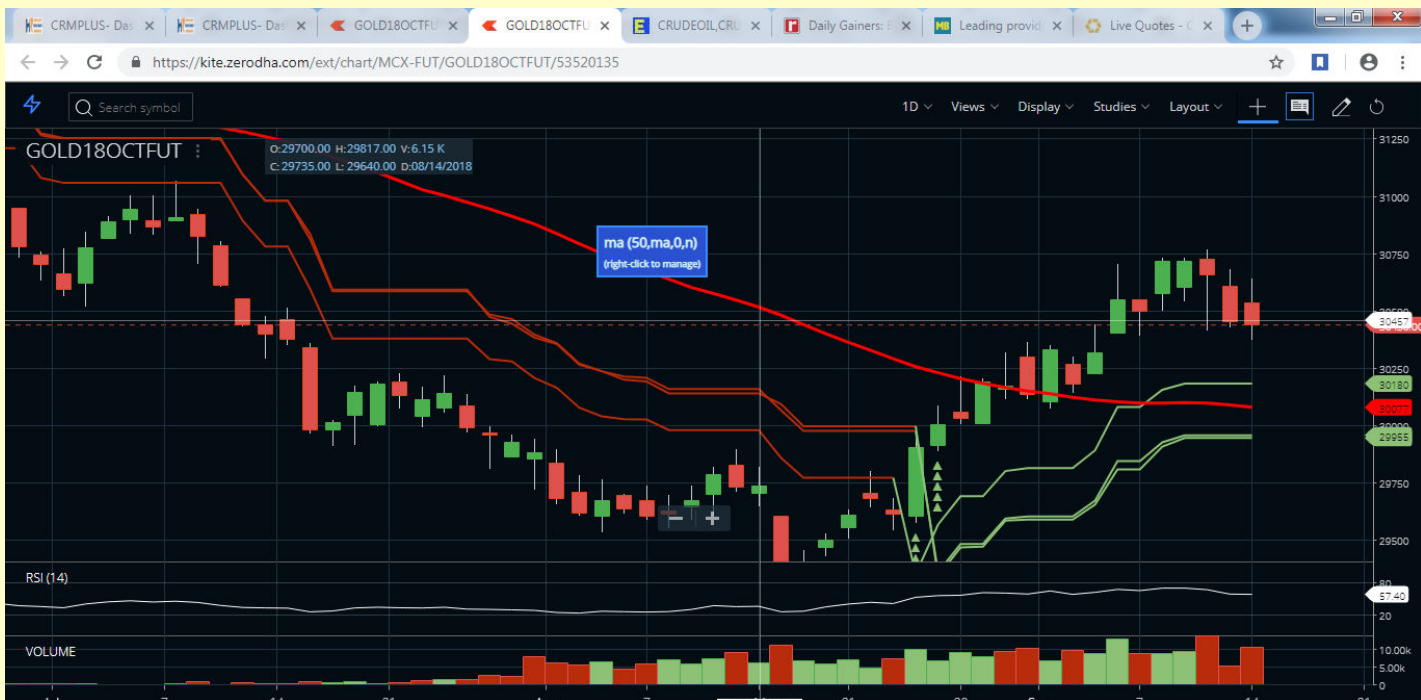 CRMPLUS- Das
CRMPLUS- Das
GOLD18OCTFU
GOLD18OCTFU
CRUDEOIL,CRU
Daily Gainers: B
Leading provid
Live Quotes - C
https://kite.zerodha.com/ext/chart/MCX-FUT/GOLD18OCTFUT/53520135
Search symbol
1D Views Display Studies Layout
GOLD18OCTFUT
O:29700.00 H:29817.00 V:6.15 K
C:29735.00 L: 29640.00 D:08/14/2018
ma (50,ma,0,n)
(right-click to manage)
31250
31000
30750
30457
30250
30180
30077
30000
29955
29750
29500
RSI (14)
80
57.40
20
VOLUME
10.00k
5.00k
0